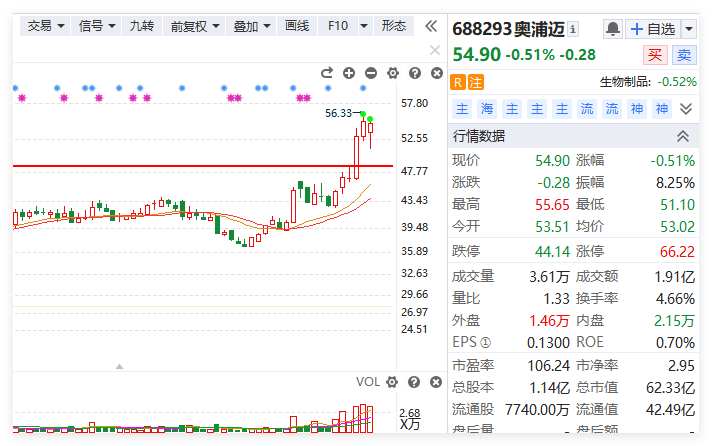 交易 信号 九转 前复权 叠加 画线 F10 形态
688293 奥浦迈
自选
54.90 -0.51% -0.28
买 卖
R 注
生物制品: -0.52%
主 海 主 主 主 流 流 神 神
行情数据
现价 54.90 涨幅 -0.51%
涨跌 -0.28 振幅 8.25%
最高 55.65 最低 51.10
今开 53.51 均价 53.02
跌停 44.14 涨停 66.22
成交量 3.61万 成交额 1.91亿
量比 1.33 换手率 4.66%
外盘 1.46万 内盘 2.15万
EPS ① 0.1300 ROE 0.70%
市盈率 106.24 市净率 2.95
总股本 1.14亿 总市值 62.33亿
流通股 7740.00万 流通值 42.49亿
盘后量 - 盘后额 -
57.80
56.33
52.55
47.77
43.43
39.48
35.89
32.63
29.66
26.97
24.51
VOL
2.68
X万